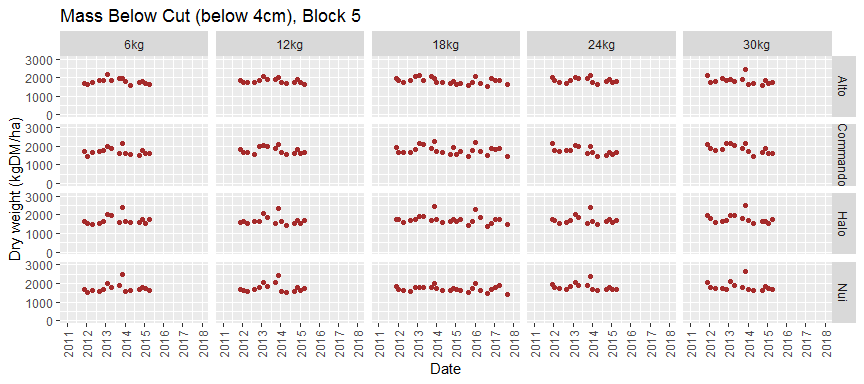 Mass Below Cut (below 4cm), Block 5
6kg 12kg 18kg 24kg 30kg
Dry weight (kgDM/ha)
3000
2000
1000
0
Alto
3000
2000
1000
0
Commando
3000
2000
1000
0
Halo
3000
2000
1000
0
Nui
2011 2012 2013 2014 2015 2016 2017 2018 2011 2012 2013 2014 2015 2016 2017 2018 2011 2012 2013 2014 2015 2016 2017 2018 2011 2012 2013 2014 2015 2016 2017 2018 2011 2012 2013 2014 2015 2016 2017 2018
Date